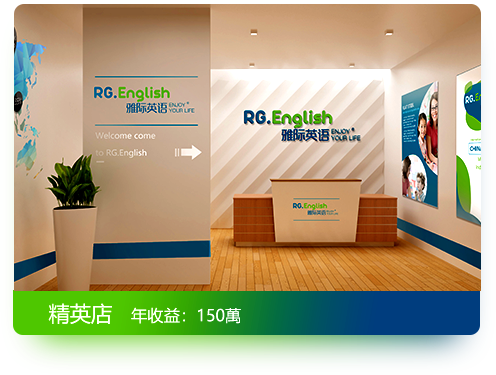 RG.English
雅际英语 ENJOY YOUR LIFE
Welcome come
to RG.English
RG.English
雅际英语 ENJOY YOUR LIFE
RG.English
雅际英语
RG.
CHINA
精英店 年收益：150萬